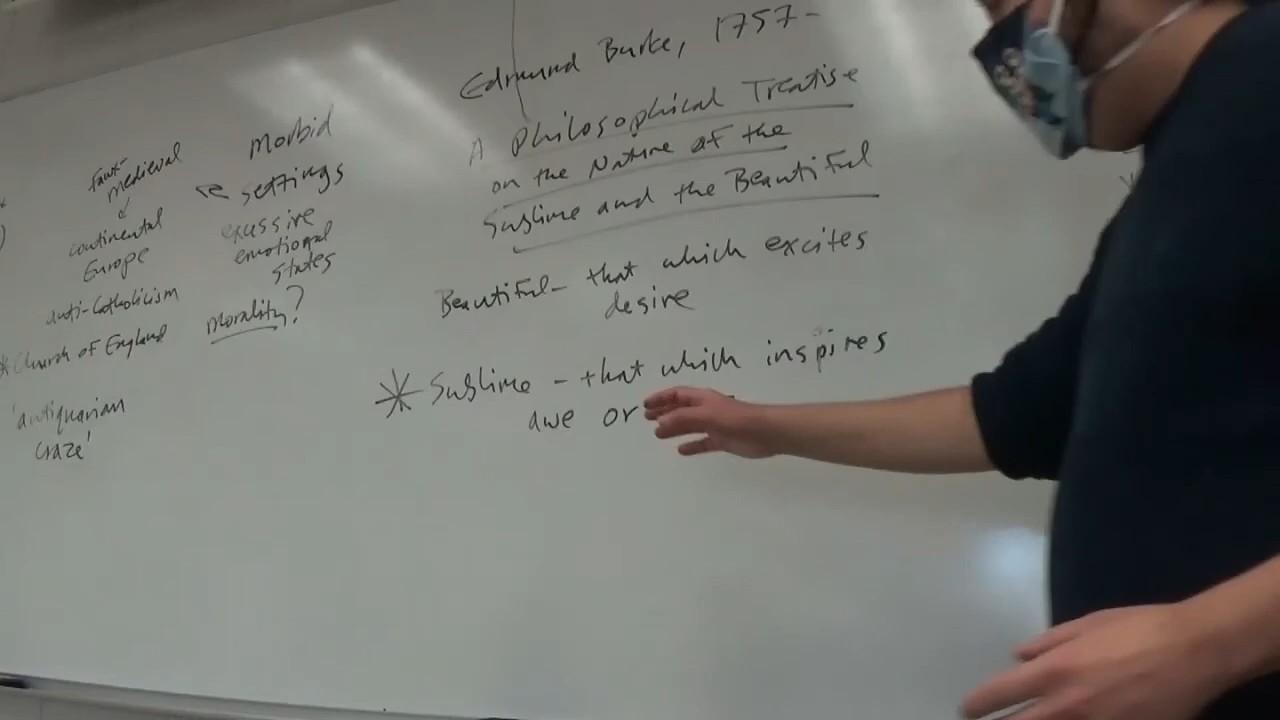 faux-
medieval
&
continental
Europe
anti-Catholicism
* Church of England
'antiquarian
craze'
morbid
settings
excessive
emotional
states
morality?
Edmund Burke, 1757-
A Philosophical Treatise
on the Nature of the
Sublime and the Beautiful
Beautiful - that which excites
desire
* Sublime - that which inspires
awe or